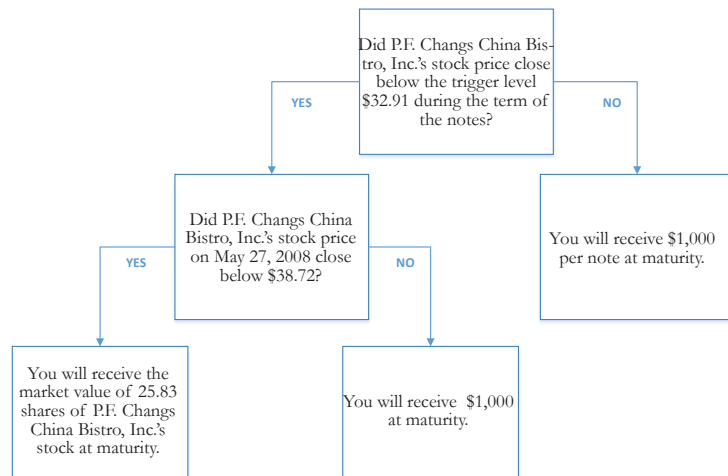 Did P.F. Changs China Bis-
tro, Inc.'s stock price close
below the trigger level
$32.91 during the term of
the notes?
YES
NO
Did P.F. Changs China
Bistro, Inc.'s stock price
on May 27, 2008 close
below $38.72?
You will receive $1,000
per note at maturity.
YES
NO
You will receive the
market value of 25.83
shares of P.F. Changs
China Bistro, Inc.'s
stock at maturity.
You will receive $1,000
at maturity.